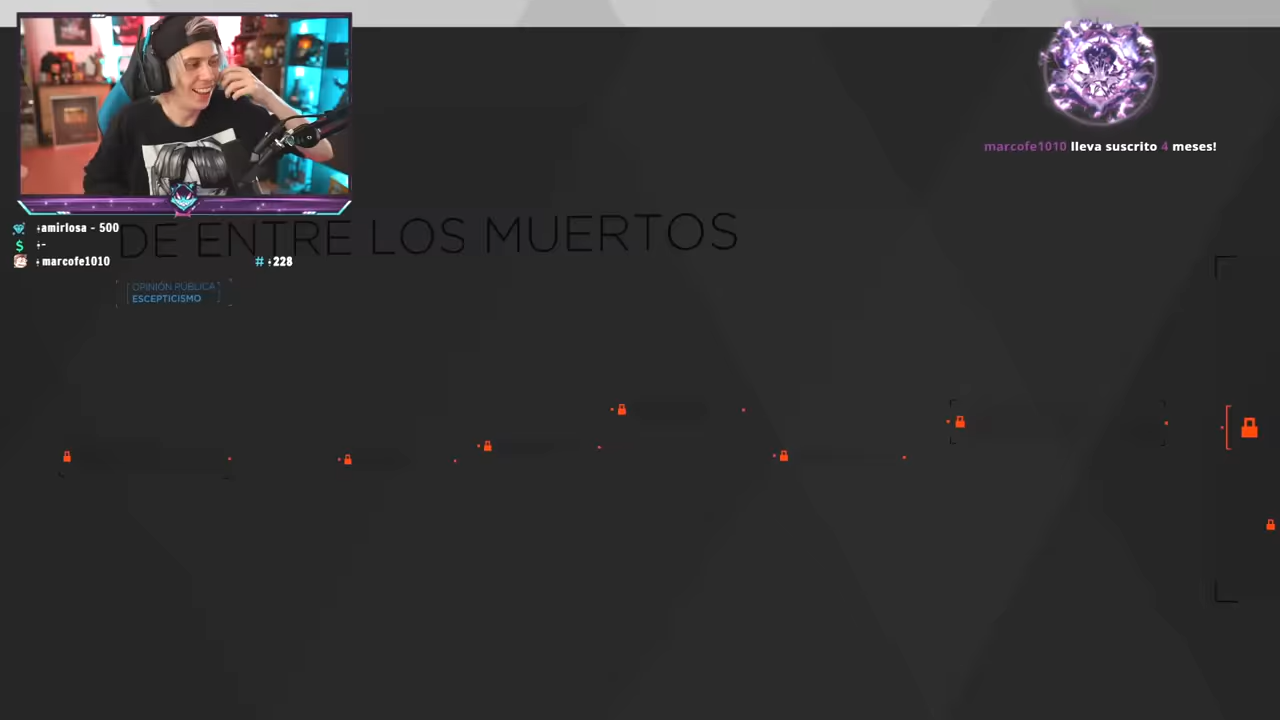 marcofe1010 lleva suscrito 4 meses!
amirlosa - 500
$ -
marcofe1010 # 228
DE ENTRE LOS MUERTOS
OPINIÓN PÚBLICA
ESCEPTICISMO